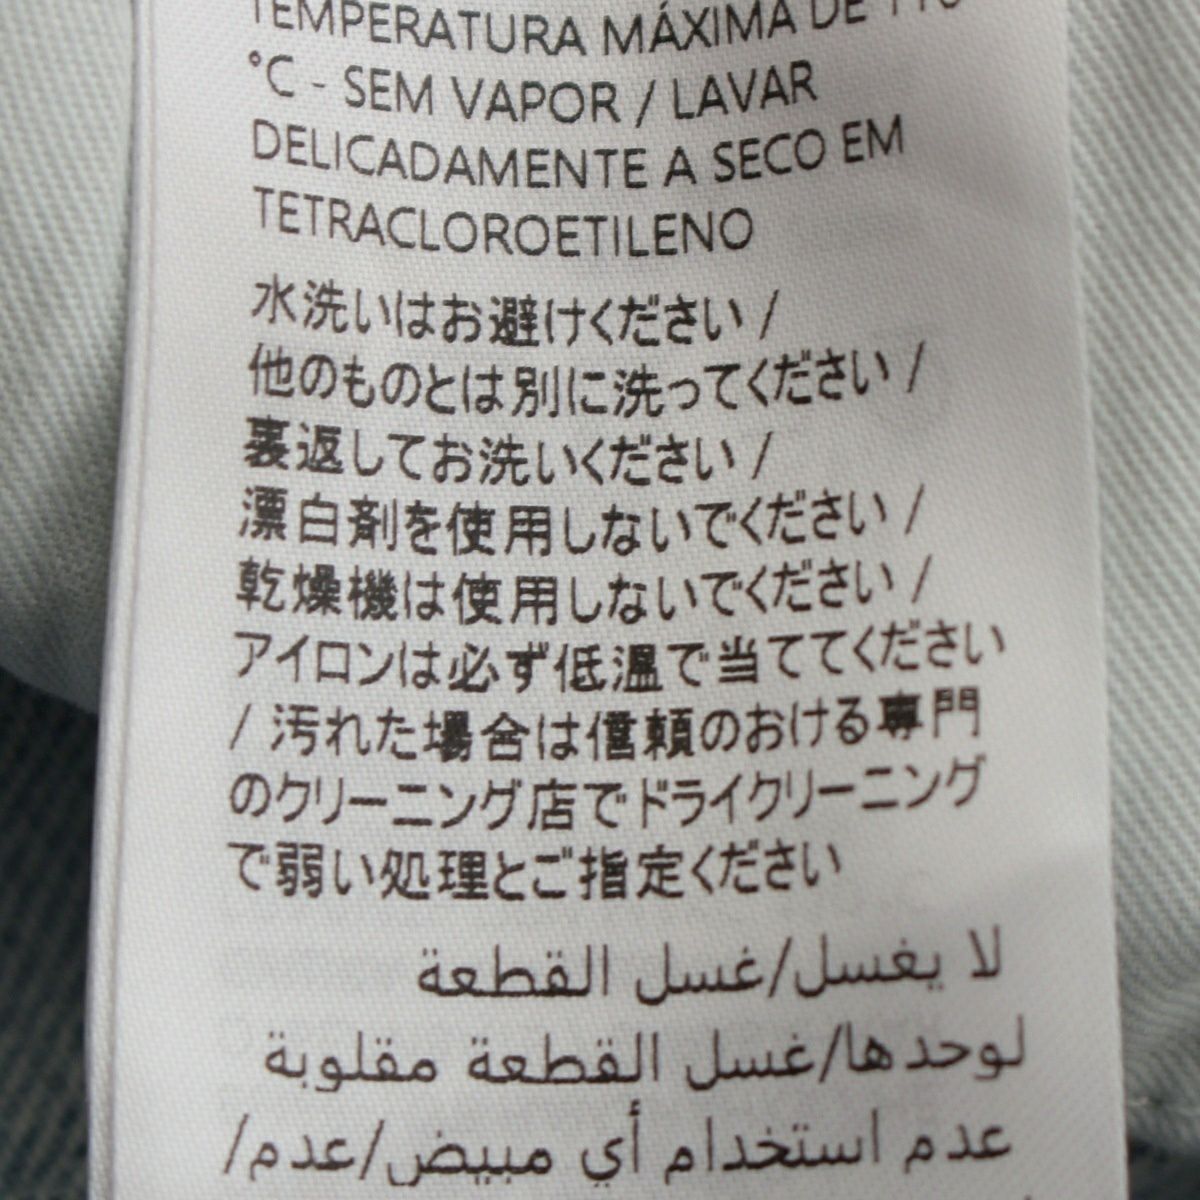 TEMPERATURA MÁXIMA DE 110
°C - SEM VAPOR / LAVAR
DELICADAMENTE A SECO EM
TETRACLOROETILENO
水洗いはお避けください /
他のものとは別に洗ってください /
裏返してお洗いください /
漂白剤を使用しないでください /
乾燥機は使用しないでください /
アイロンは必ず低温で当ててください
/ 汚れた場合は信頼のおける専門
のクリーニング店でドライクリーニング
で弱い処理とご指定ください
لا يغسل/غسل القطعة
لوحدها/غسل القطعة مقلوبة
عدم استخدام أي مبيض/عدم/